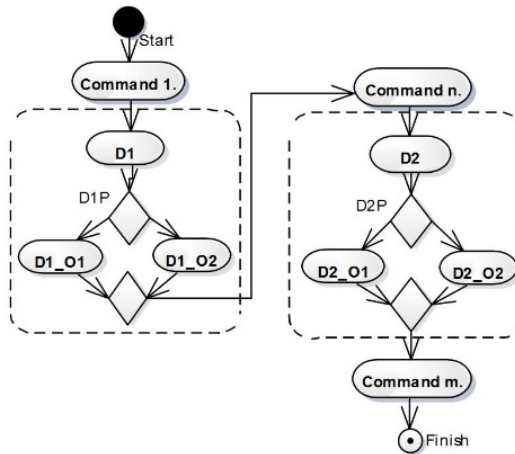 Start
Command 1.
D1
D1P
D1_O1
D1_O2
Command n.
D2
D2P
D2_O1
D2_O2
Command m.
Finish